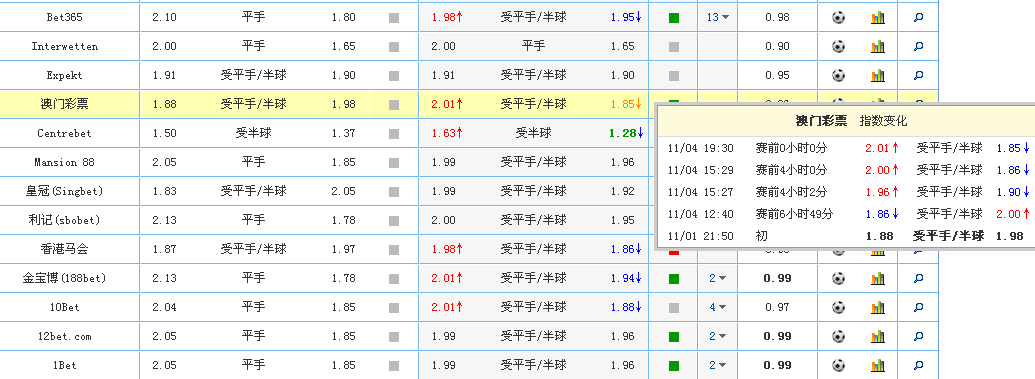 Bet365 2.10 平手 1.80 1.98↑ 受平手/半球 1.95↓ 13 0.98
Interwetten 2.00 平手 1.65 2.00 平手 1.65 0.90
Expekt 1.91 受平手/半球 1.90 1.91 受平手/半球 1.90 0.95
澳门彩票 1.88 受平手/半球 1.98 2.01↑ 受平手/半球 1.85↓
Centrebet 1.50 受半球 1.37 1.63↑ 受半球 1.28↓
Mansion 88 2.05 平手 1.85 1.99 受平手/半球 1.96
皇冠(Singbet) 1.83 受平手/半球 2.05 1.99 受平手/半球 1.92
利记(sbobet) 2.13 平手 1.78 2.00 受平手/半球 1.95
香港马会 1.87 受平手/半球 1.97 1.98↑ 受平手/半球 1.86↓
金宝博(188bet) 2.13 平手 1.78 2.01↑ 受平手/半球 1.94↓ 2 0.99
10Bet 2.04 平手 1.85 2.01↑ 受平手/半球 1.88↓ 4 0.97
12bet.com 2.05 平手 1.85 1.99 受平手/半球 1.96 2 0.99
1Bet 2.05 平手 1.85 1.99 受平手/半球 1.96 2 0.99
澳门彩票 指数变化
11/04 19:30 赛前0小时0分 2.01↑ 受平手/半球 1.85↓
11/04 15:29 赛前4小时0分 2.00↑ 受平手/半球 1.86↓
11/04 15:27 赛前4小时2分 1.96↑ 受平手/半球 1.90↓
11/04 12:40 赛前6小时49分 1.86↓ 受平手/半球 2.00↑
11/01 21:50 初 1.88 受平手/半球 1.98